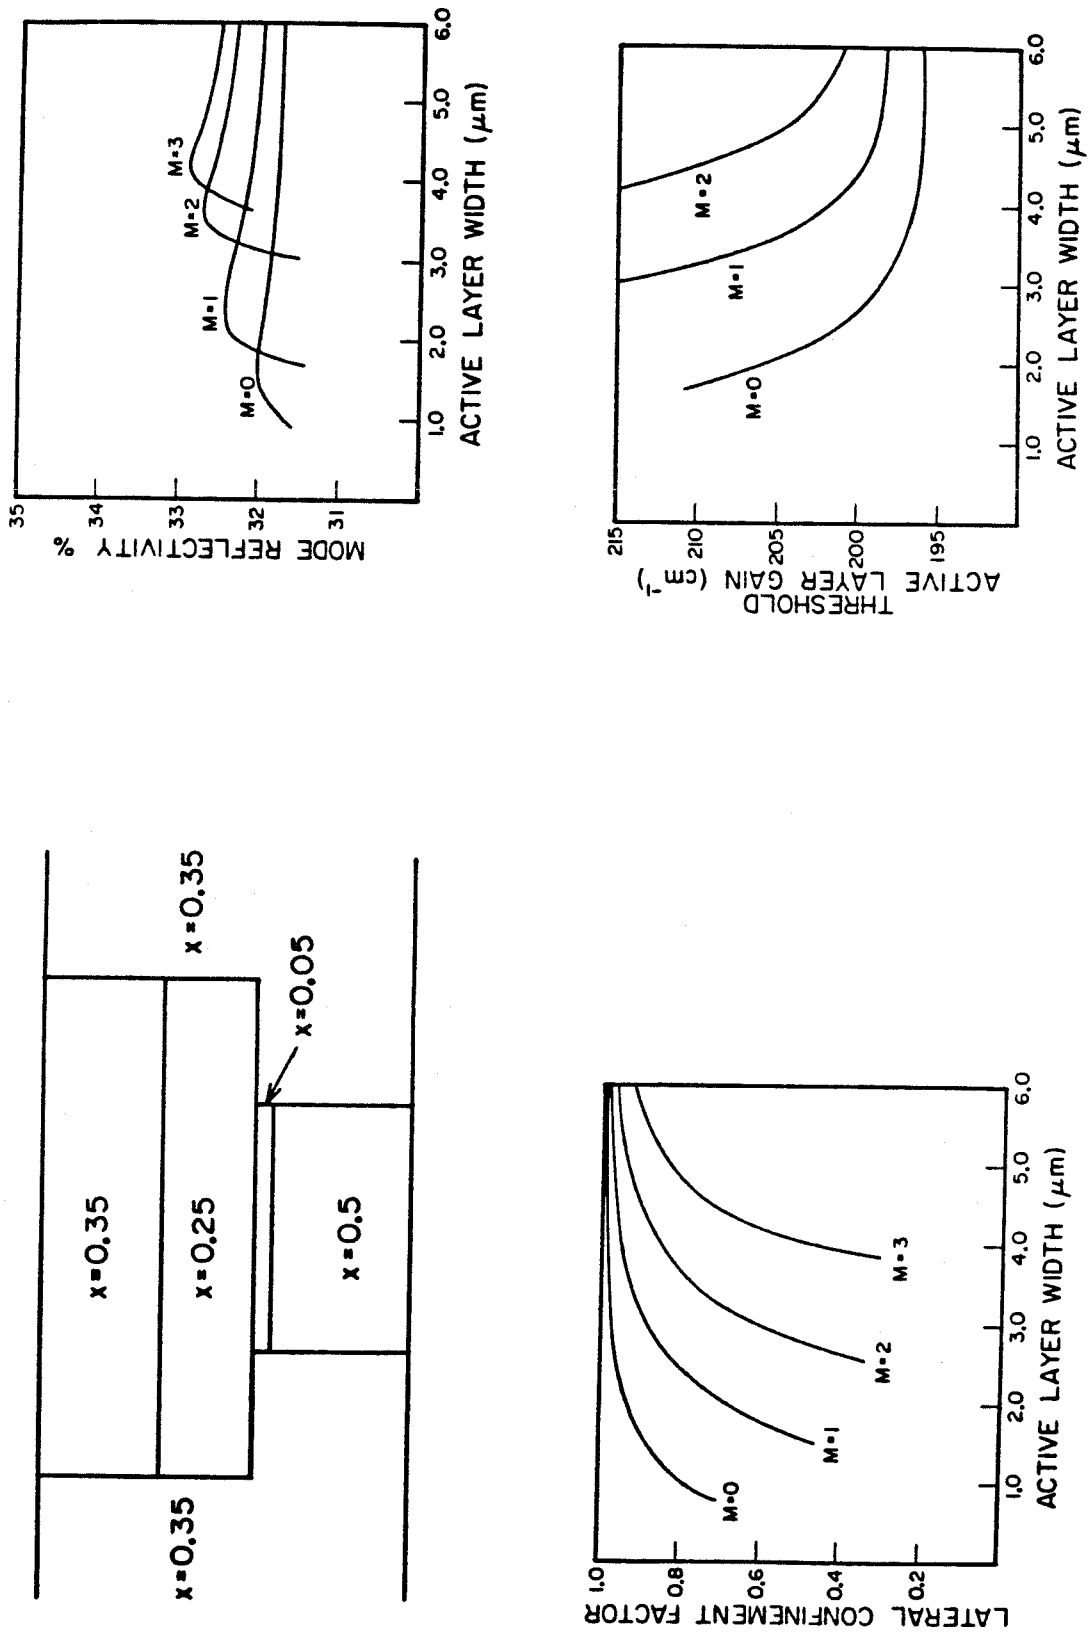 x=0.35
x=0.35
x=0.25
x=0.35
x=0.05
x=0.5
35
34
33
32
31
MODE REFLECTIVITY %
M=0
M=1
M=2
M=3
1.0
2.0
3.0
4.0
5.0
6.0
ACTIVE LAYER WIDTH (μm)
1.0
0.8
0.6
0.4
0.2
LATERAL CONFINEMENT FACTOR
M=0
M=1
M=2
M=3
1.0
2.0
3.0
4.0
5.0
6.0
ACTIVE LAYER WIDTH (μm)
215
210
205
200
195
THRESHOLD
ACTIVE LAYER GAIN (cm⁻¹)
M=0
M=1
M=2
1.0
2.0
3.0
4.0
5.0
6.0
ACTIVE LAYER WIDTH (μm)